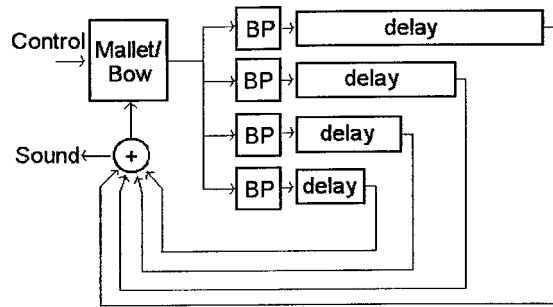 Control
Mallet/
Bow
BP
delay
BP
delay
BP
delay
BP
delay
Sound
+